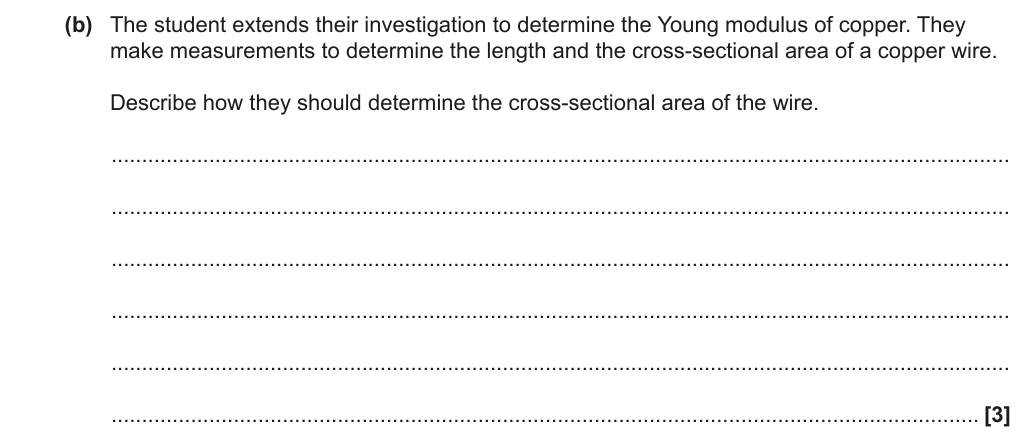 (b) The student extends their investigation to determine the Young modulus of copper. They
make measurements to determine the length and the cross-sectional area of a copper wire.
Describe how they should determine the cross-sectional area of the wire.
[3]